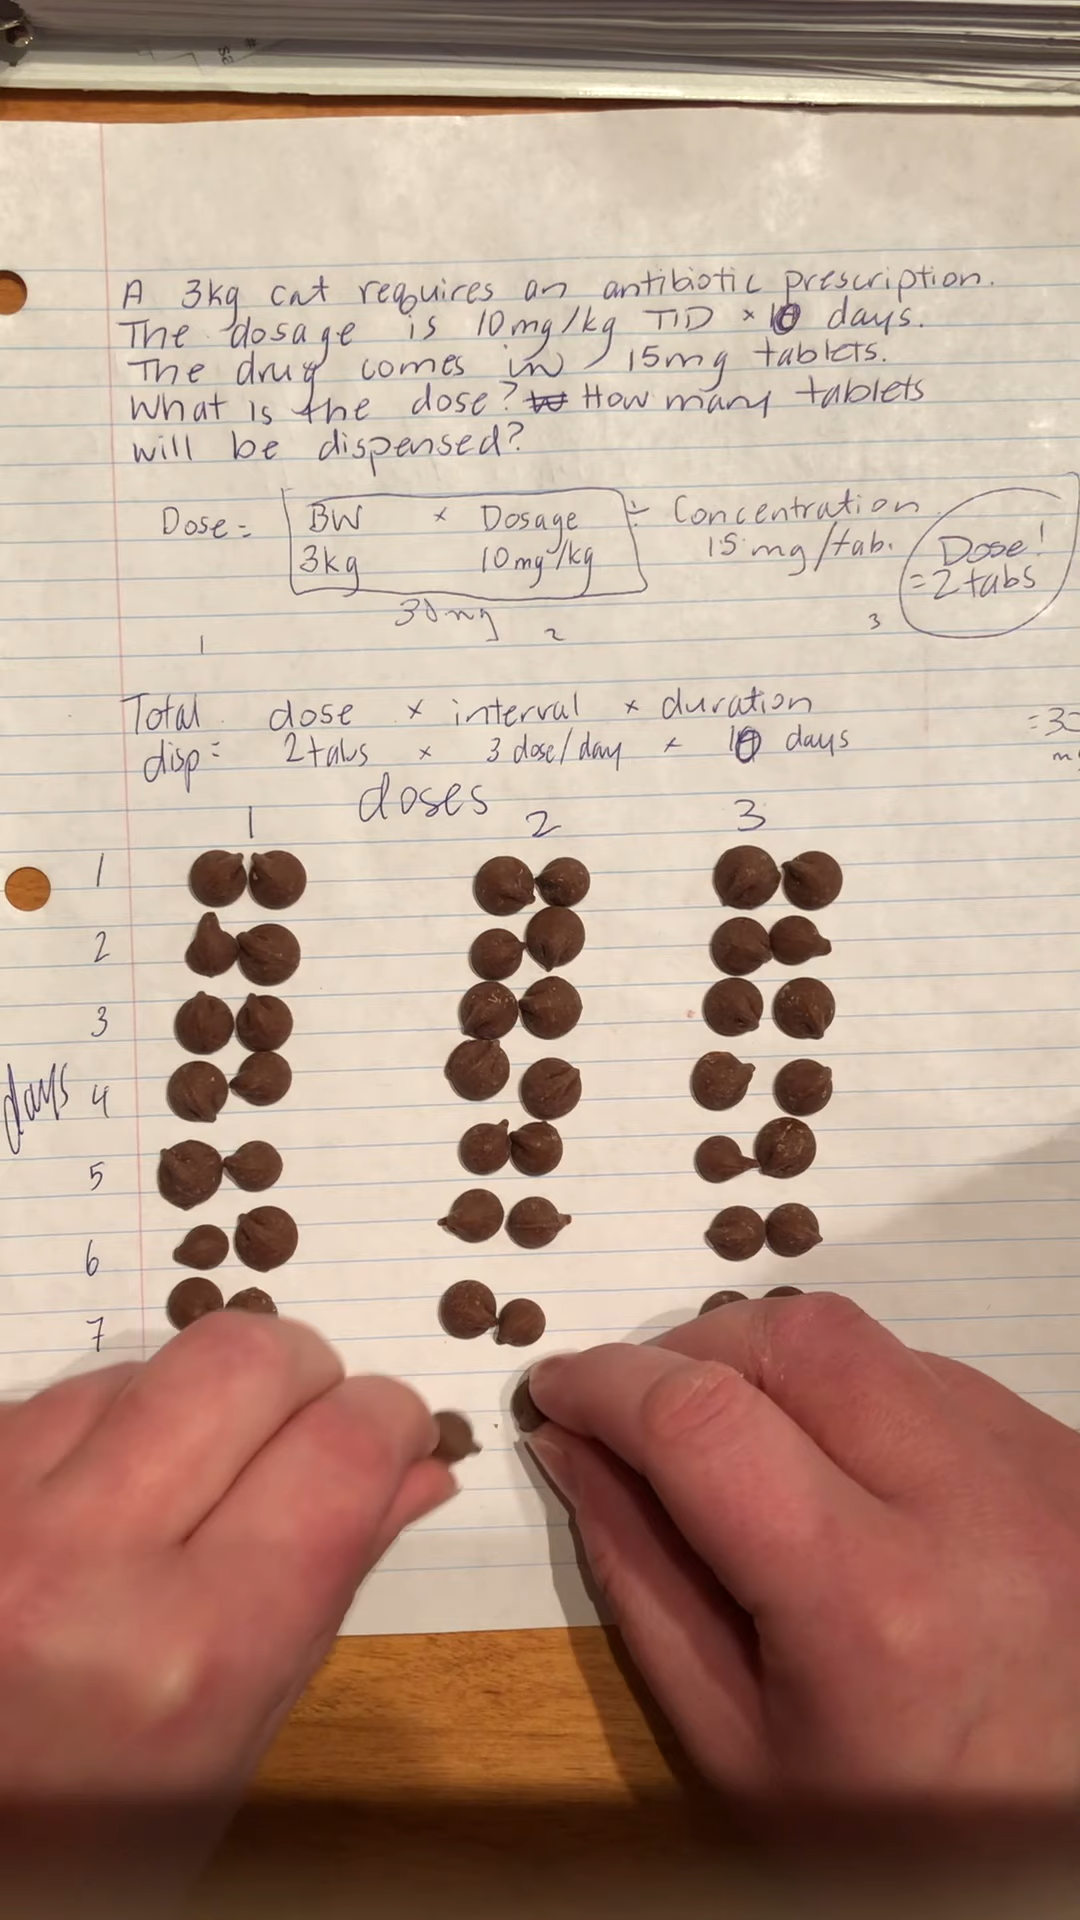 A 3kg cat requires an antibiotic prescription.
The dosage is 10mg/kg TID × 10 days.
The drug comes in 15mg tablets.
What is the dose? How many tablets
will be dispensed?
Dose = BW × Dosage ÷ Concentration
3kg 10mg/kg 15mg/tab. Dose!
= 2 tabs
30mg
1 2 3
Total dose × interval × duration
disp = 2 tabs × 3 dose/day × 10 days
= 30
doses
1 2 3
1
2
3
days 4
5
6
7